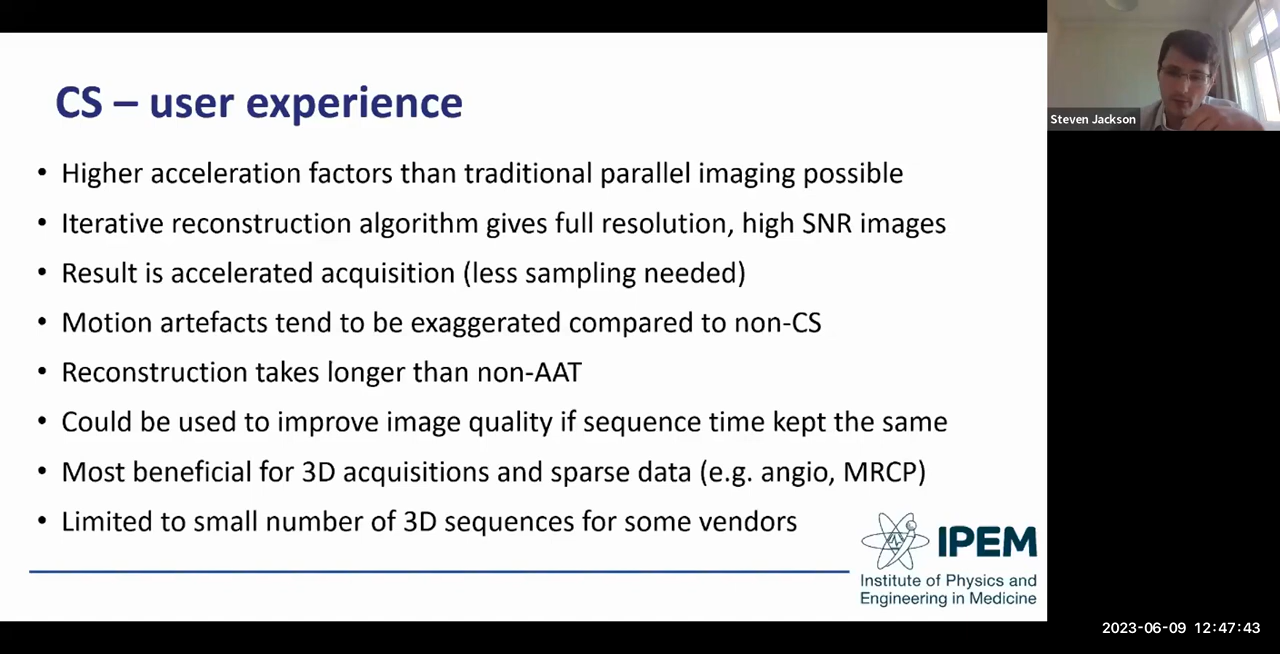 CS – user experience
• Higher acceleration factors than traditional parallel imaging possible
• Iterative reconstruction algorithm gives full resolution, high SNR images
• Result is accelerated acquisition (less sampling needed)
• Motion artefacts tend to be exaggerated compared to non-CS
• Reconstruction takes longer than non-AAT
• Could be used to improve image quality if sequence time kept the same
• Most beneficial for 3D acquisitions and sparse data (e.g. angio, MRCP)
• Limited to small number of 3D sequences for some vendors
IPEM
Institute of Physics and
Engineering in Medicine
Steven Jackson
2023-06-09 12:47:43